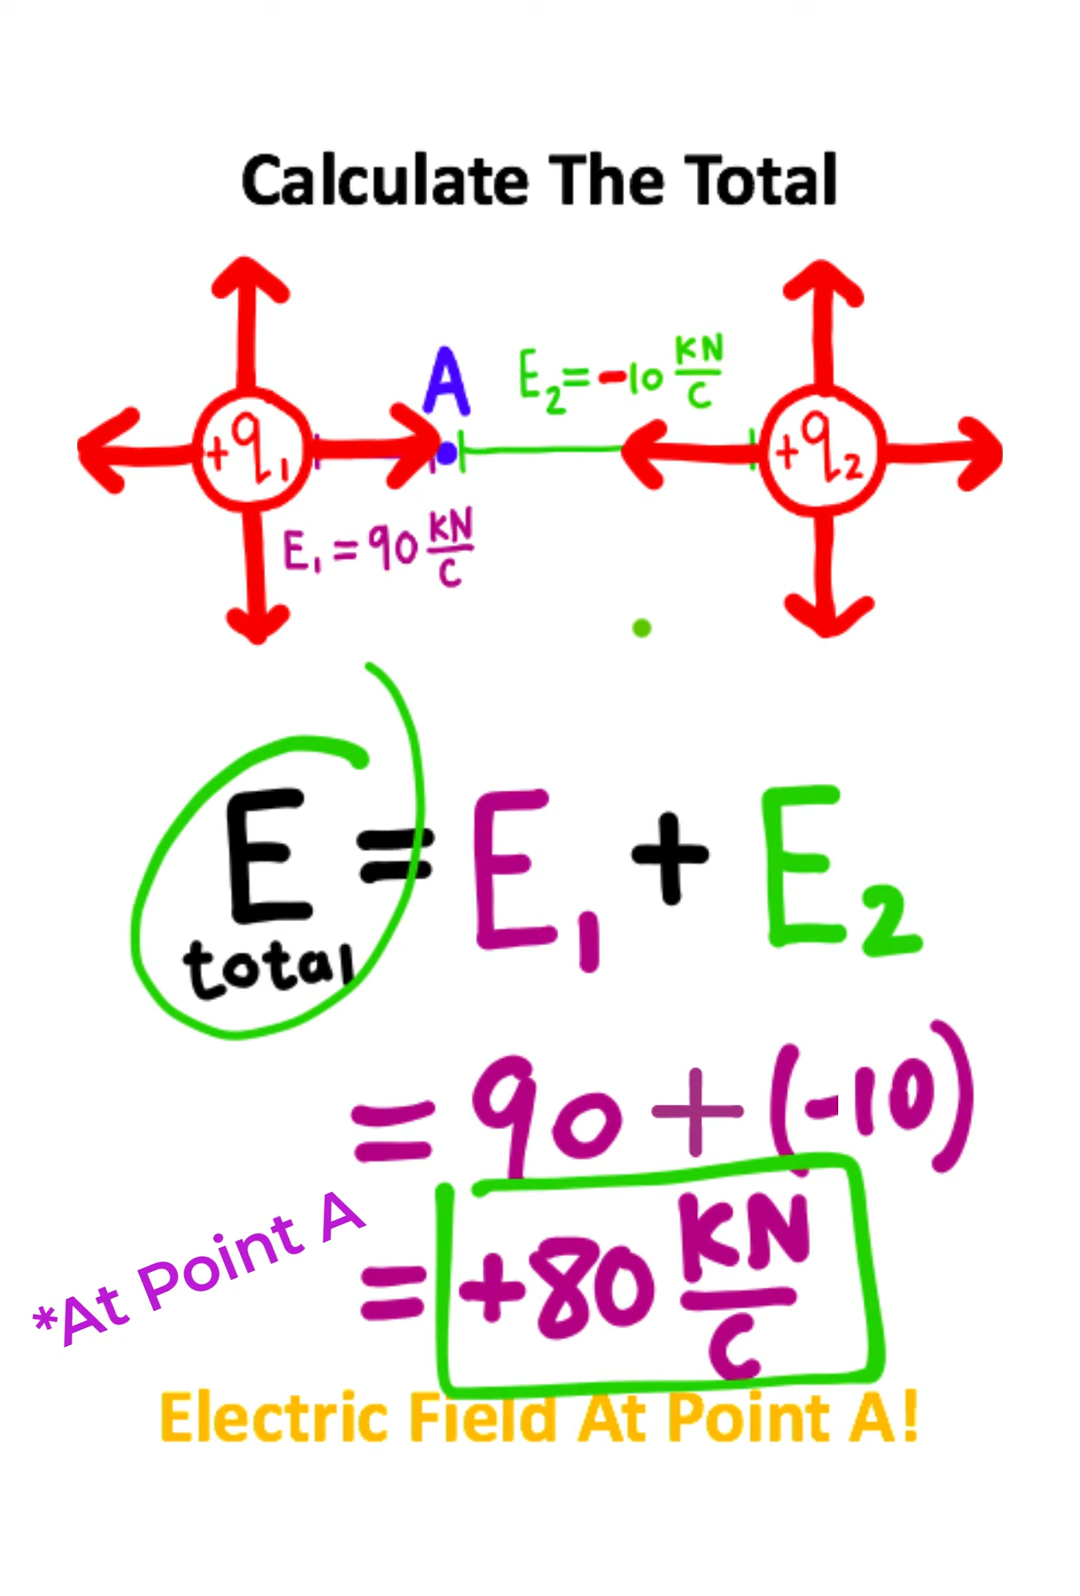 Calculate The Total
A
E₂ = -10 KN/C
+q₁
+q₂
E₁ = 90 KN/C
E total = E₁ + E₂
= 90 + (-10)
*At Point A
= +80 KN/C
Electric Field At Point A!